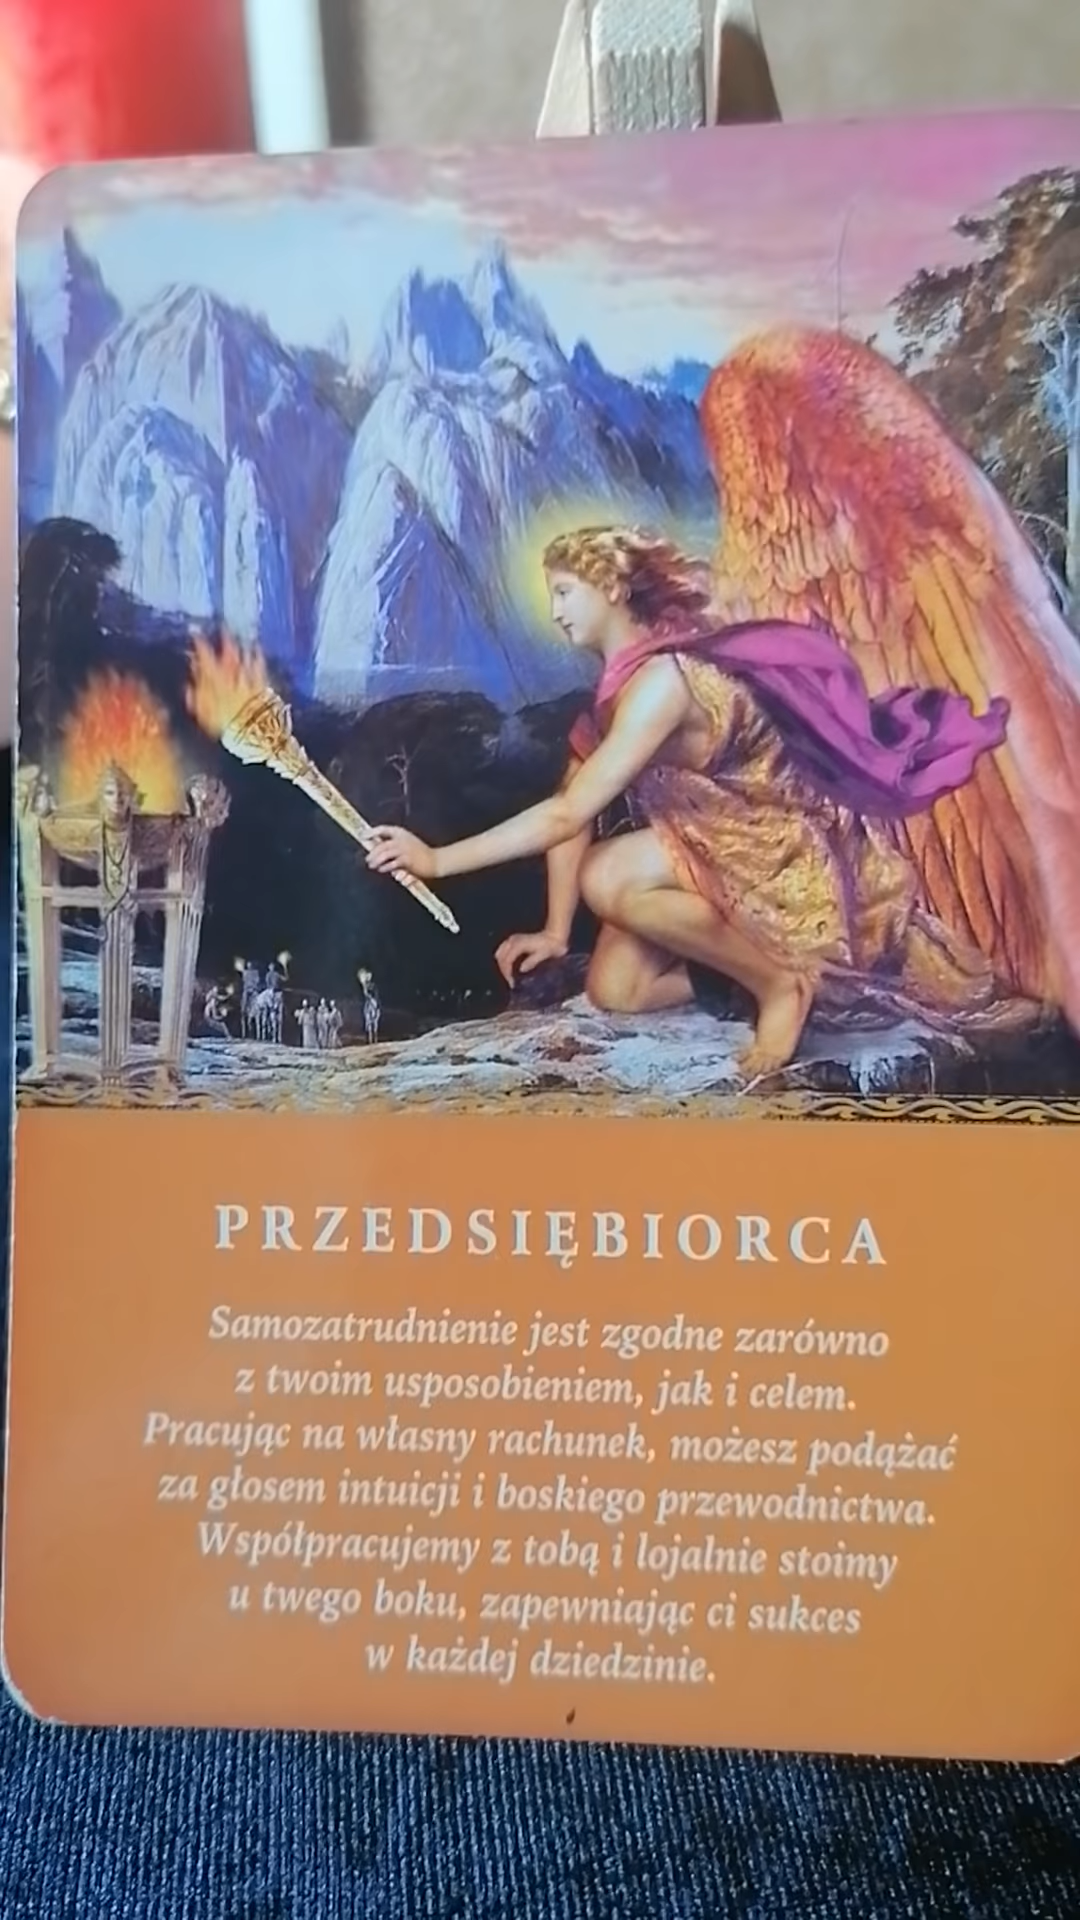 PRZEDSIĘBIORCA
Samozatrudnienie jest zgodne zarówno
z twoim usposobieniem, jak i celem.
Pracując na własny rachunek, możesz podążać
za głosem intuicji i boskiego przewodnictwa.
Współpracujemy z tobą i lojalnie stoimy
u twego boku, zapewniając ci sukces
w każdej dziedzinie.